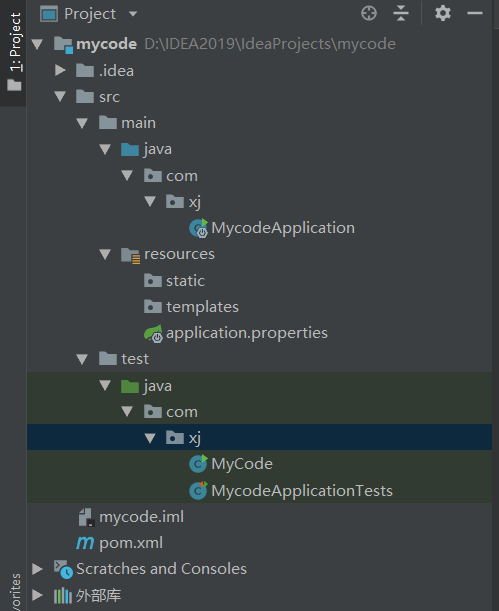 Project
1: Project
mycode D:\IDEA2019\IdeaProjects\mycode
.idea
src
main
java
com
xj
MycodeApplication
resources
static
templates
application.properties
test
java
com
xj
MyCode
MycodeApplicationTests
mycode.iml
m pom.xml
Scratches and Consoles
外部库
vorites